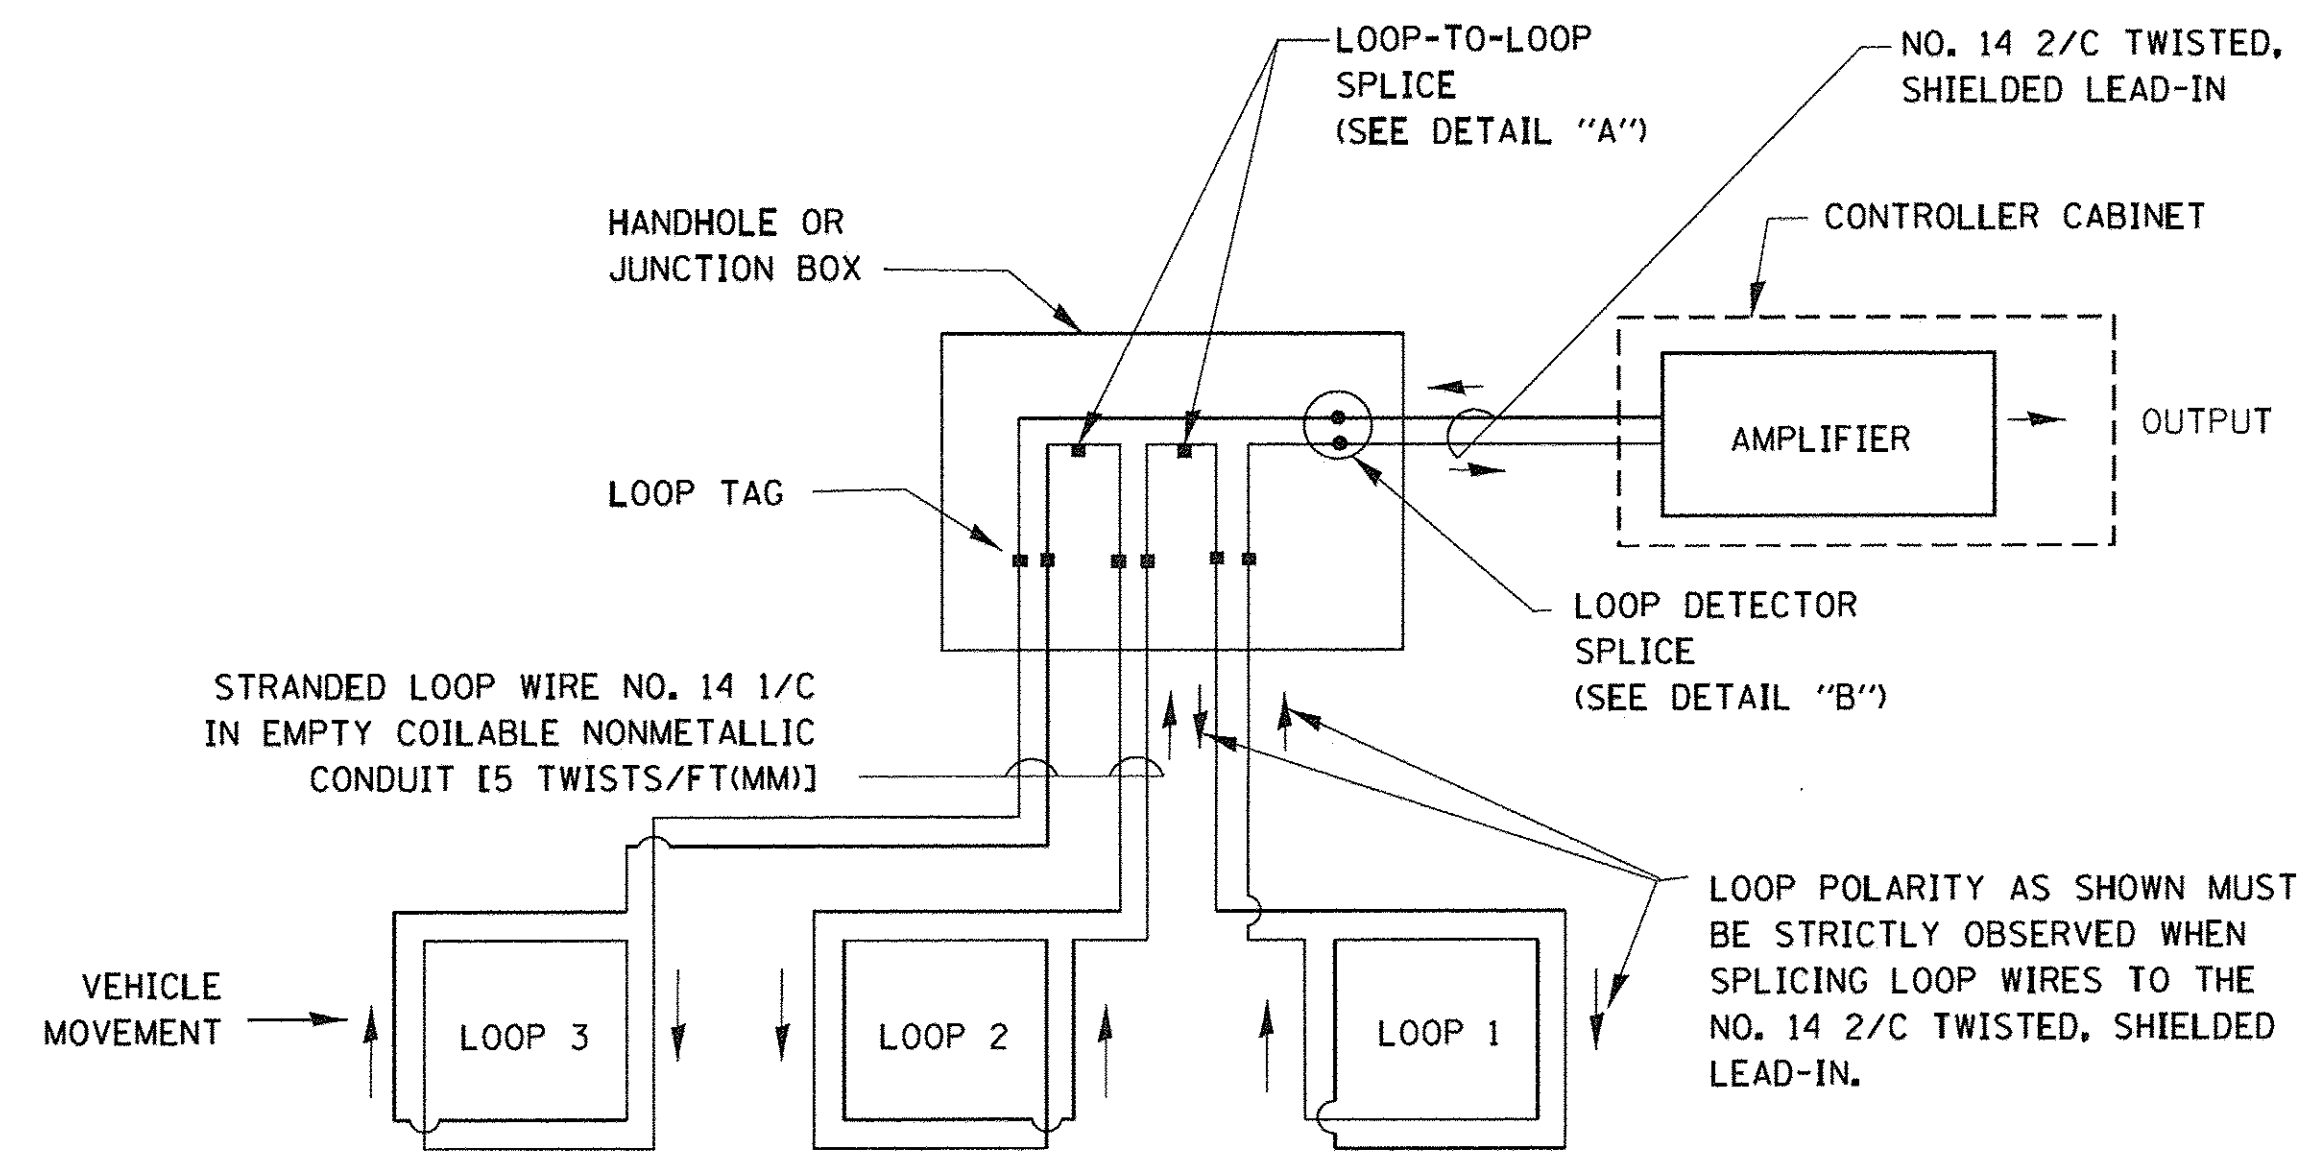 LOOP-TO-LOOP
SPLICE
(SEE DETAIL "A")
NO. 14 2/C TWISTED,
SHIELDED LEAD-IN
HANDHOLE OR
JUNCTION BOX
CONTROLLER CABINET
AMPLIFIER
OUTPUT
LOOP TAG
LOOP DETECTOR
SPLICE
(SEE DETAIL "B")
STRANDED LOOP WIRE NO. 14 1/C
IN EMPTY COILABLE NONMETALLIC
CONDUIT [5 TWISTS/FT(MM)]
LOOP POLARITY AS SHOWN MUST
BE STRICTLY OBSERVED WHEN
SPLICING LOOP WIRES TO THE
NO. 14 2/C TWISTED, SHIELDED
LEAD-IN.
VEHICLE
MOVEMENT
LOOP 3
LOOP 2
LOOP 1